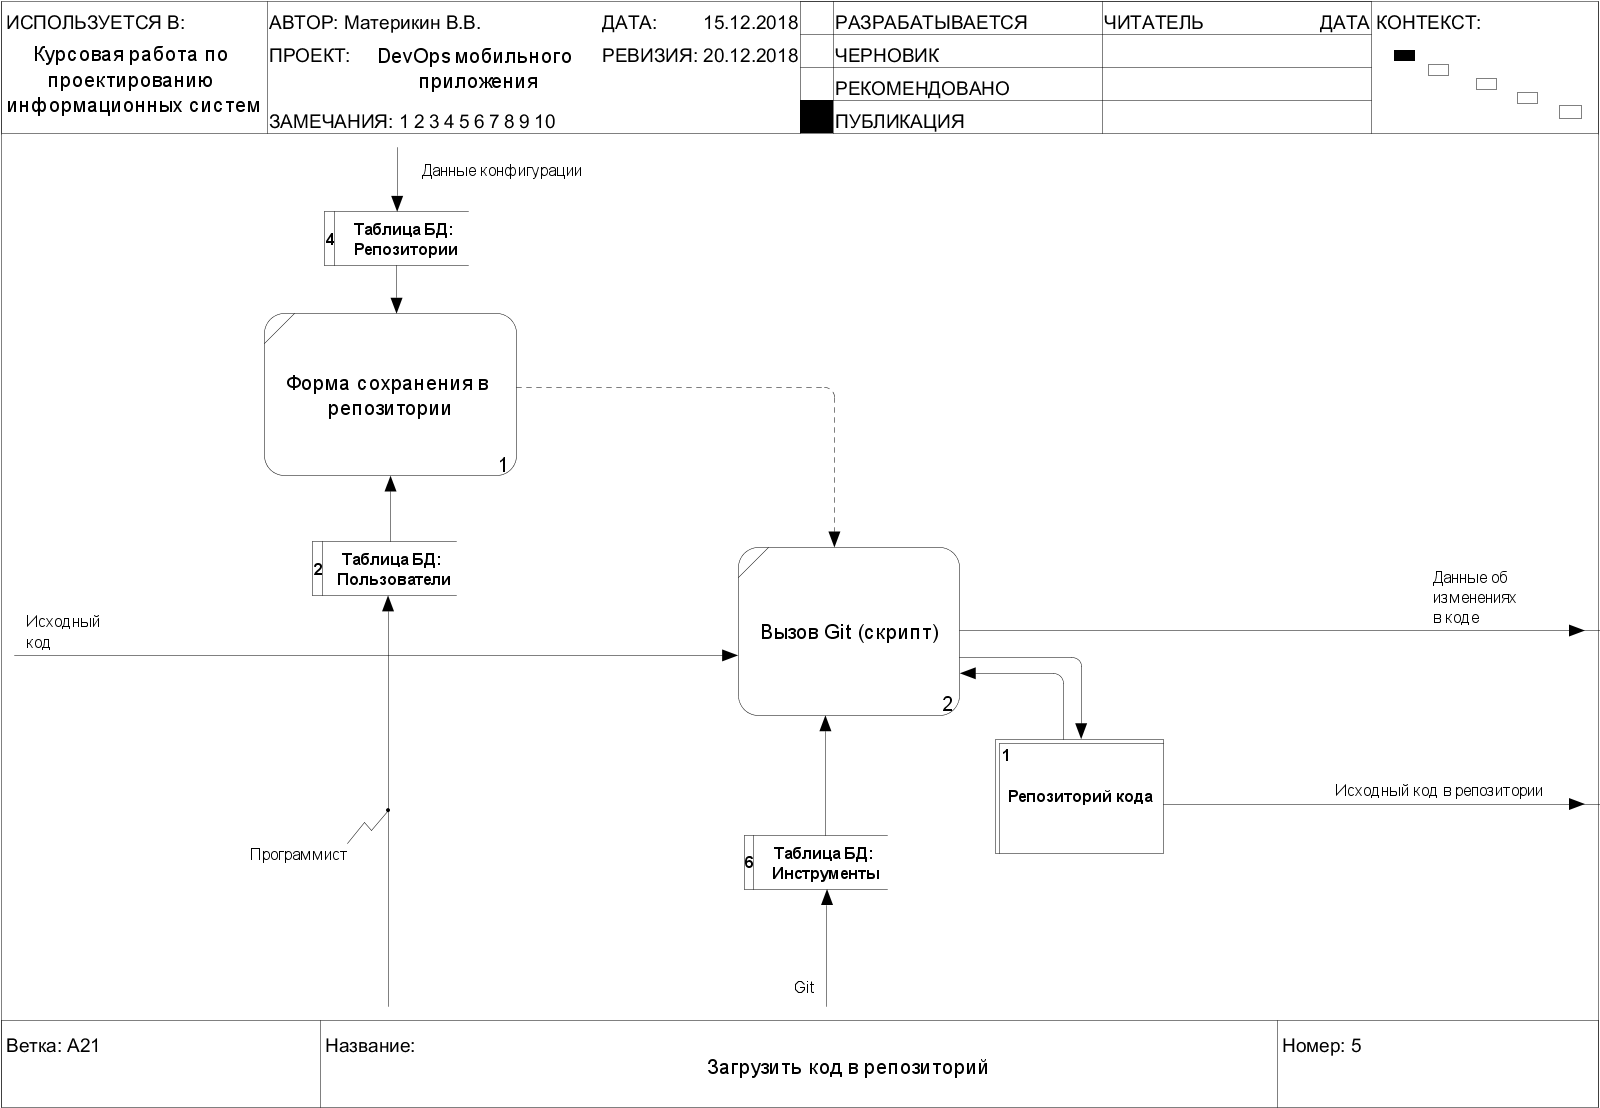 ИСПОЛЬЗУЕТСЯ В:
Курсовая работа по
проектированию
информационных систем
АВТОР: Материкин В.В.
ДАТА: 15.12.2018
ПРОЕКТ: DevOps мобильного
приложения
РЕВИЗИЯ: 20.12.2018
ЗАМЕЧАНИЯ: 1 2 3 4 5 6 7 8 9 10
РАЗРАБАТЫВАЕТСЯ
ЧЕРНОВИК
РЕКОМЕНДОВАНО
ПУБЛИКАЦИЯ
ЧИТАТЕЛЬ
ДАТА
КОНТЕКСТ:
Данные конфигурации
4
Таблица БД:
Репозитории
Форма сохранения в
репозитории
1
2
Таблица БД:
Пользователи
Исходный
код
Вызов Git (скрипт)
2
Данные об
изменениях
в коде
1
Репозиторий кода
Исходный код в репозитории
Программист
6
Таблица БД:
Инструменты
Git
Ветка: A21
Название:
Загрузить код в репозиторий
Номер: 5